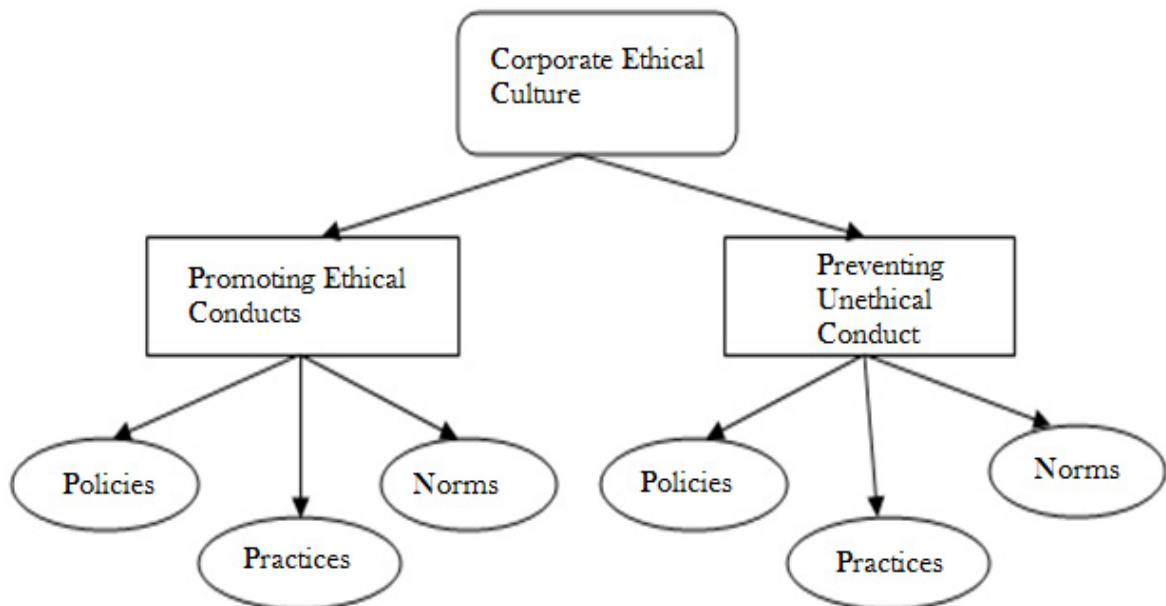 Corporate Ethical
Culture
Promoting Ethical
Conducts
Preventing
Unethical
Conduct
Policies
Practices
Norms
Policies
Practices
Norms